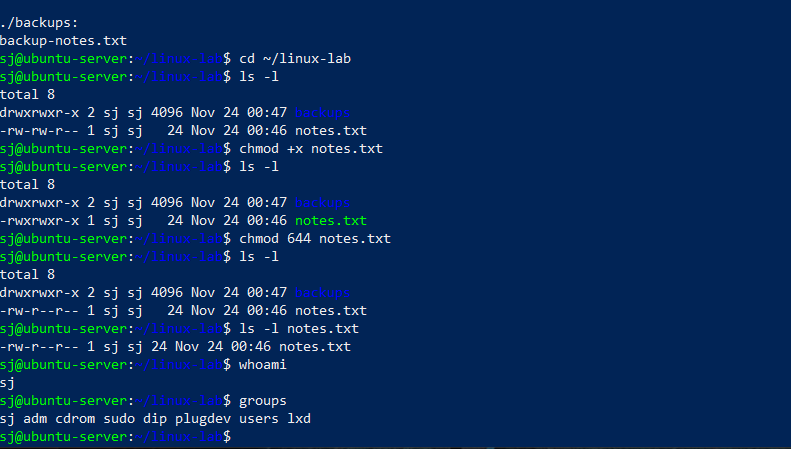 ./backups:
backup-notes.txt
sj@ubuntu-server:~/linux-lab$ cd ~/linux-lab
sj@ubuntu-server:~/linux-lab$ ls -l
total 8
drwxrwxr-x 2 sj sj 4096 Nov 24 00:47 backups
-rw-rw-r-- 1 sj sj   24 Nov 24 00:46 notes.txt
sj@ubuntu-server:~/linux-lab$ chmod +x notes.txt
sj@ubuntu-server:~/linux-lab$ ls -l
total 8
drwxrwxr-x 2 sj sj 4096 Nov 24 00:47 backups
-rwxrwxr-x 1 sj sj   24 Nov 24 00:46 notes.txt
sj@ubuntu-server:~/linux-lab$ chmod 644 notes.txt
sj@ubuntu-server:~/linux-lab$ ls -l
total 8
drwxrwxr-x 2 sj sj 4096 Nov 24 00:47 backups
-rw-r--r-- 1 sj sj   24 Nov 24 00:46 notes.txt
sj@ubuntu-server:~/linux-lab$ ls -l notes.txt
-rw-r--r-- 1 sj sj 24 Nov 24 00:46 notes.txt
sj@ubuntu-server:~/linux-lab$ whoami
sj
sj@ubuntu-server:~/linux-lab$ groups
sj adm cdrom sudo dip plugdev users lxd
sj@ubuntu-server:~/linux-lab$